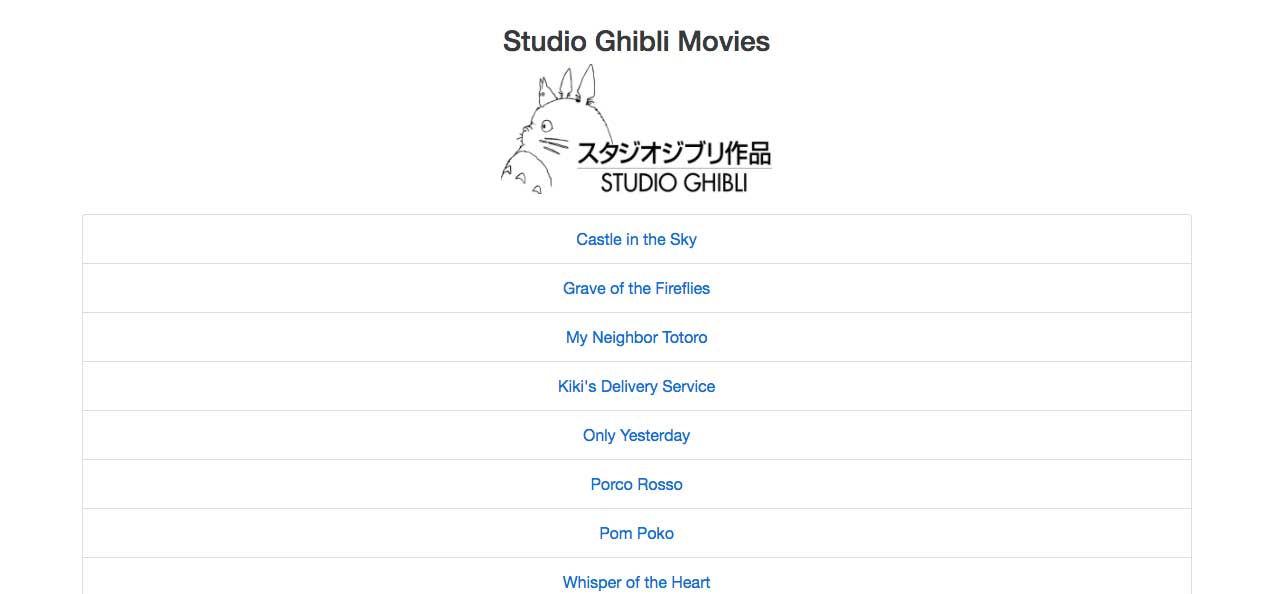 Studio Ghibli Movies
スタジオジブリ作品
STUDIO GHIBLI
Castle in the Sky
Grave of the Fireflies
My Neighbor Totoro
Kiki's Delivery Service
Only Yesterday
Porco Rosso
Pom Poko
Whisper of the Heart